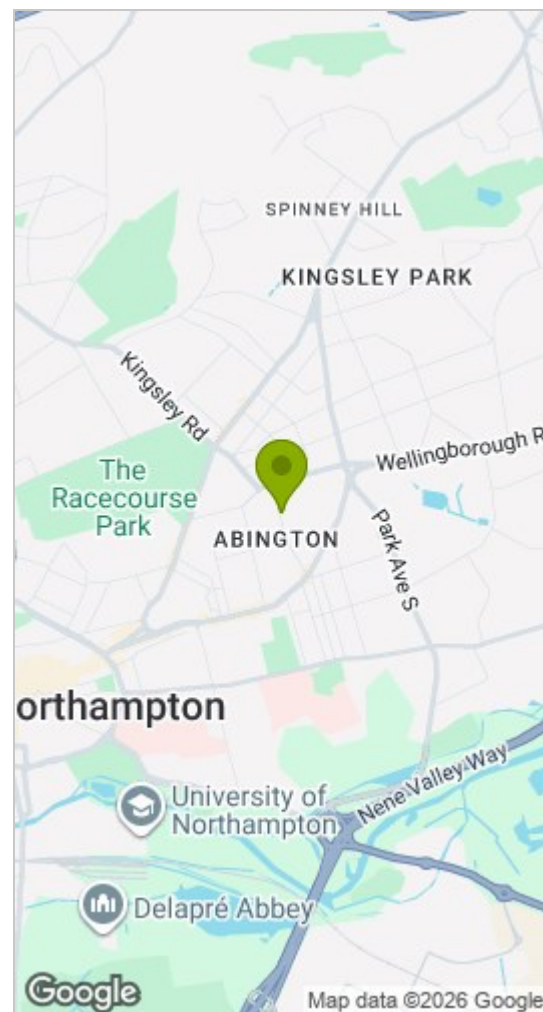 SPINNEY HILL
KINGSLEY PARK
Kingsley Rd
Wellingborough R
The
Racecourse
Park
ABINGTON
Park Ave S
orthampton
Nene Valley Way
University of
Northampton
Delapré Abbey
Google
Map data ©2026 Google